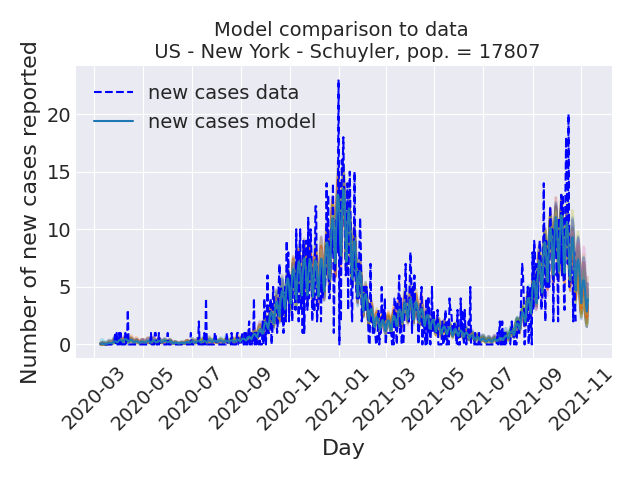 Model comparison to data
US - New York - Schuyler, pop. = 17807
Number of new cases reported
20
15
10
5
0
new cases data
new cases model
2020-03
2020-05
2020-07
2020-09
2020-11
2021-01
2021-03
2021-05
2021-07
2021-09
2021-11
Day